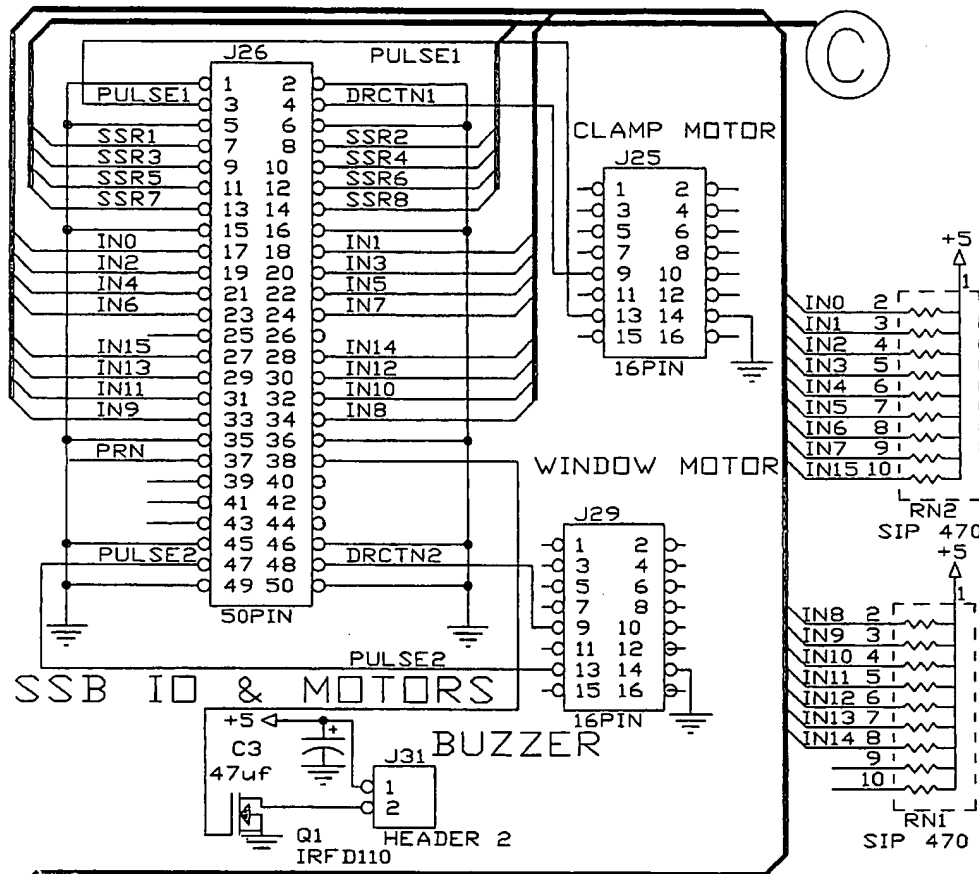 C
J26
PULSE1
1 2
PULSE1 3 4 DRCTN1
5 6
SSR1 7 8 SSR2
SSR3 9 10 SSR4
SSR5 11 12 SSR6
SSR7 13 14 SSR8
15 16
IN0 17 18 IN1
IN2 19 20 IN3
IN4 21 22 IN5
IN6 23 24 IN7
25 26
IN15 27 28 IN14
IN13 29 30 IN12
IN11 31 32 IN10
IN9 33 34 IN8
35 36
PRN 37 38
39 40
41 42
43 44
45 46
PULSE2 47 48 DRCTN2
49 50
50PIN
CLAMP MOTOR
J25
1 2
3 4
5 6
7 8
9 10
11 12
13 14
15 16
16PIN
WINDOW MOTOR
J29
1 2
3 4
5 6
7 8
9 10
11 12
13 14
15 16
16PIN
PULSE2
SSB IO & MOTORS
+5
+
C3
47uf
BUZZER
J31
1
2
HEADER 2
Q1
IRFD110
+5
1
IN0 2
IN1 3
IN2 4
IN3 5
IN4 6
IN5 7
IN6 8
IN7 9
IN15 10
RN2
SIP 470
+5
1
IN8 2
IN9 3
IN10 4
IN11 5
IN12 6
IN13 7
IN14 8
9
10
RN1
SIP 470